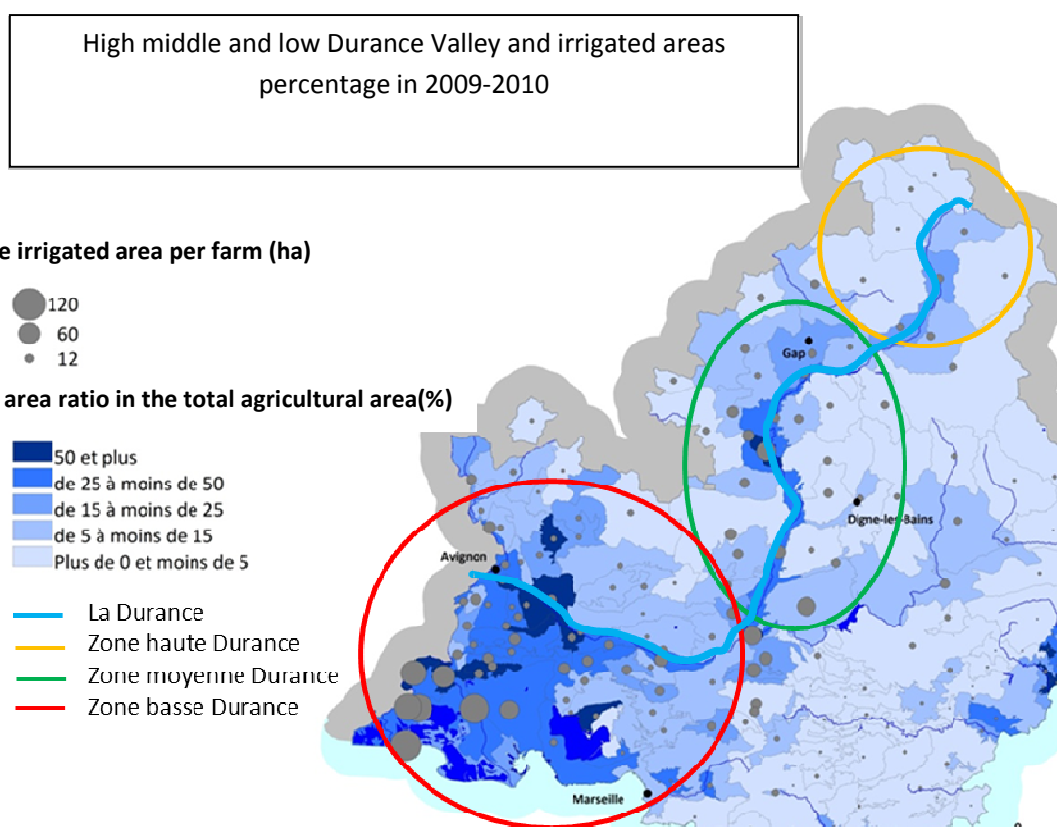 High middle and low Durance Valley and irrigated areas
percentage in 2009-2010
e irrigated area per farm (ha)
120
60
12
area ratio in the total agricultural area(%)
50 et plus
de 25 à moins de 50
de 15 à moins de 25
de 5 à moins de 15
Plus de 0 et moins de 5
La Durance
Zone haute Durance
Zone moyenne Durance
Zone basse Durance
Gap
Digne-les-Bains
Avignon
Marseille